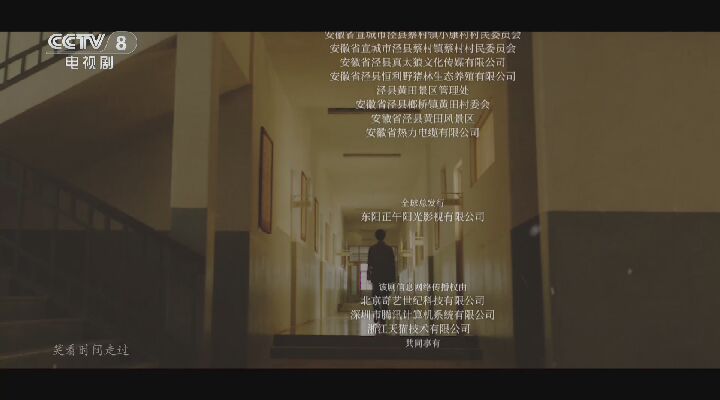 CCTV 8
电视剧
安徽省宣城市泾县蔡村镇小康村村民委员会
安徽省宣城市泾县蔡村镇蔡村村民委员会
安徽省泾县真太狼文化传媒有限公司
安徽省泾县恒利野猪林生态养殖有限公司
泾县黄田景区管理处
安徽省泾县榔桥镇黄田村委会
安徽省泾县黄田风景区
安徽省热力电缆有限公司
全球总发行
东阳正午阳光影视有限公司
该剧信息网络传播权由
北京奇艺世纪科技有限公司
深圳市腾讯计算机系统有限公司
浙江天猫技术有限公司
共同享有
笑看时间走过